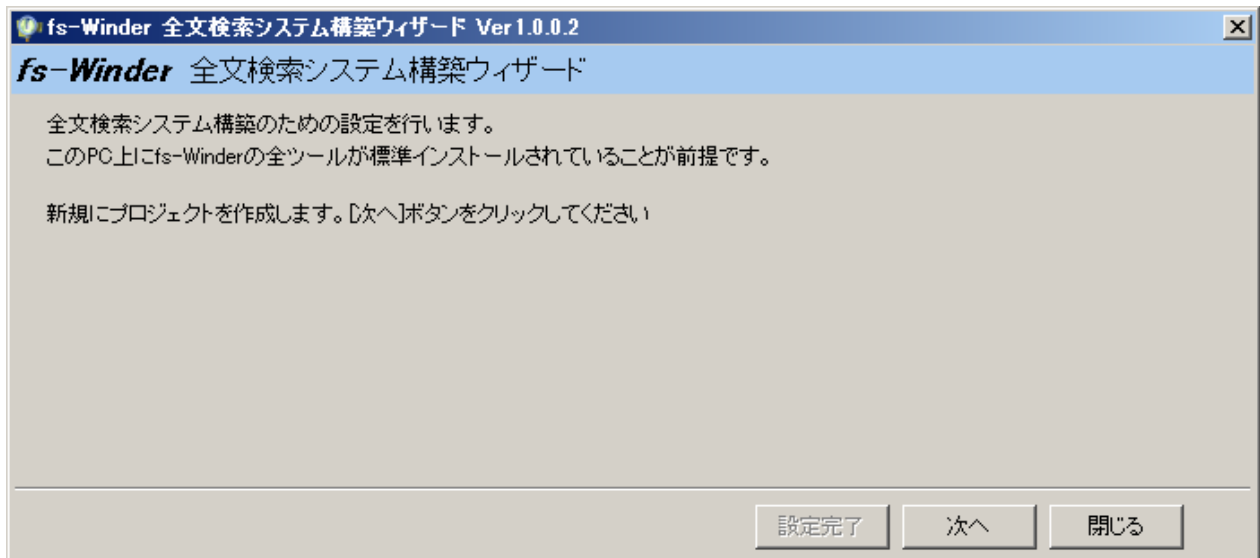 fs-Winder 全文検索システム構築ウィザード Ver1.0.0.2
fs-Winder 全文検索システム構築ウィザード
全文検索システム構築のための設定を行います。
このPC上にfs-Winderの全ツールが標準インストールされていることが前提です。
新規にプロジェクトを作成します。[次へ]ボタンをクリックしてください
設定完了 次へ 閉じる